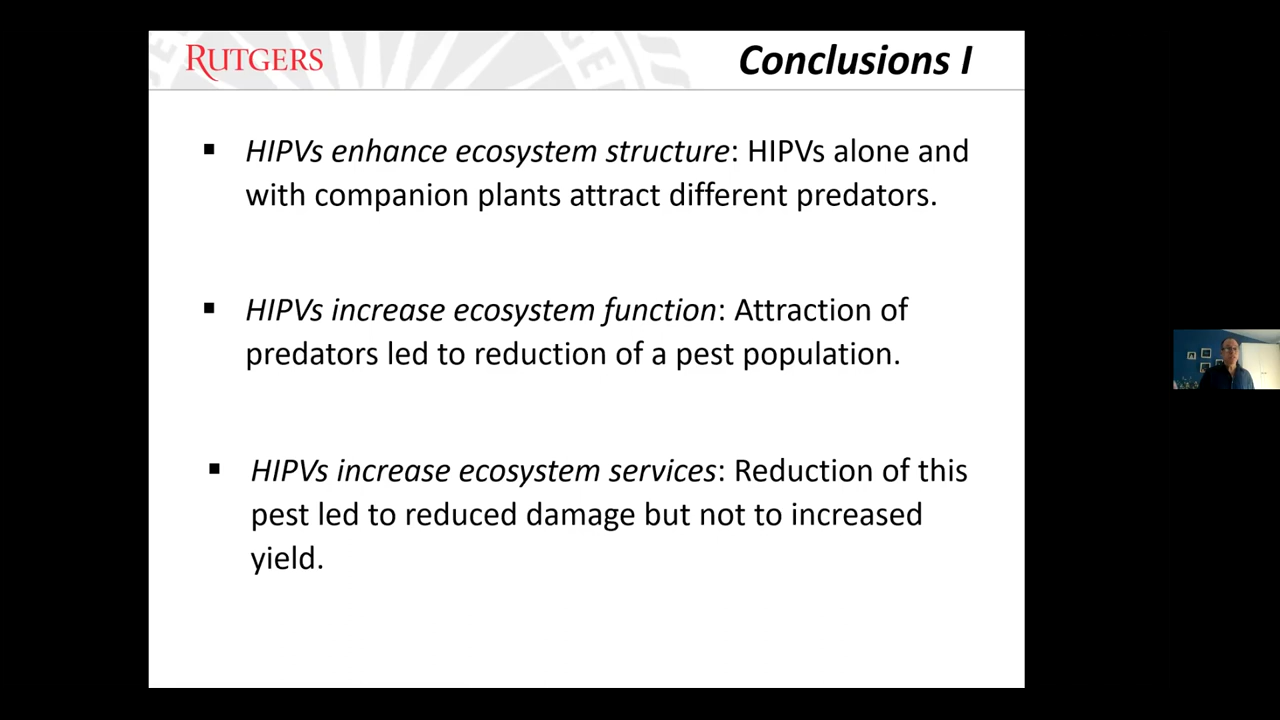 RUTGERS
Conclusions I
▪ HIPVs enhance ecosystem structure: HIPVs alone and
with companion plants attract different predators.
▪ HIPVs increase ecosystem function: Attraction of
predators led to reduction of a pest population.
▪ HIPVs increase ecosystem services: Reduction of this
pest led to reduced damage but not to increased
yield.